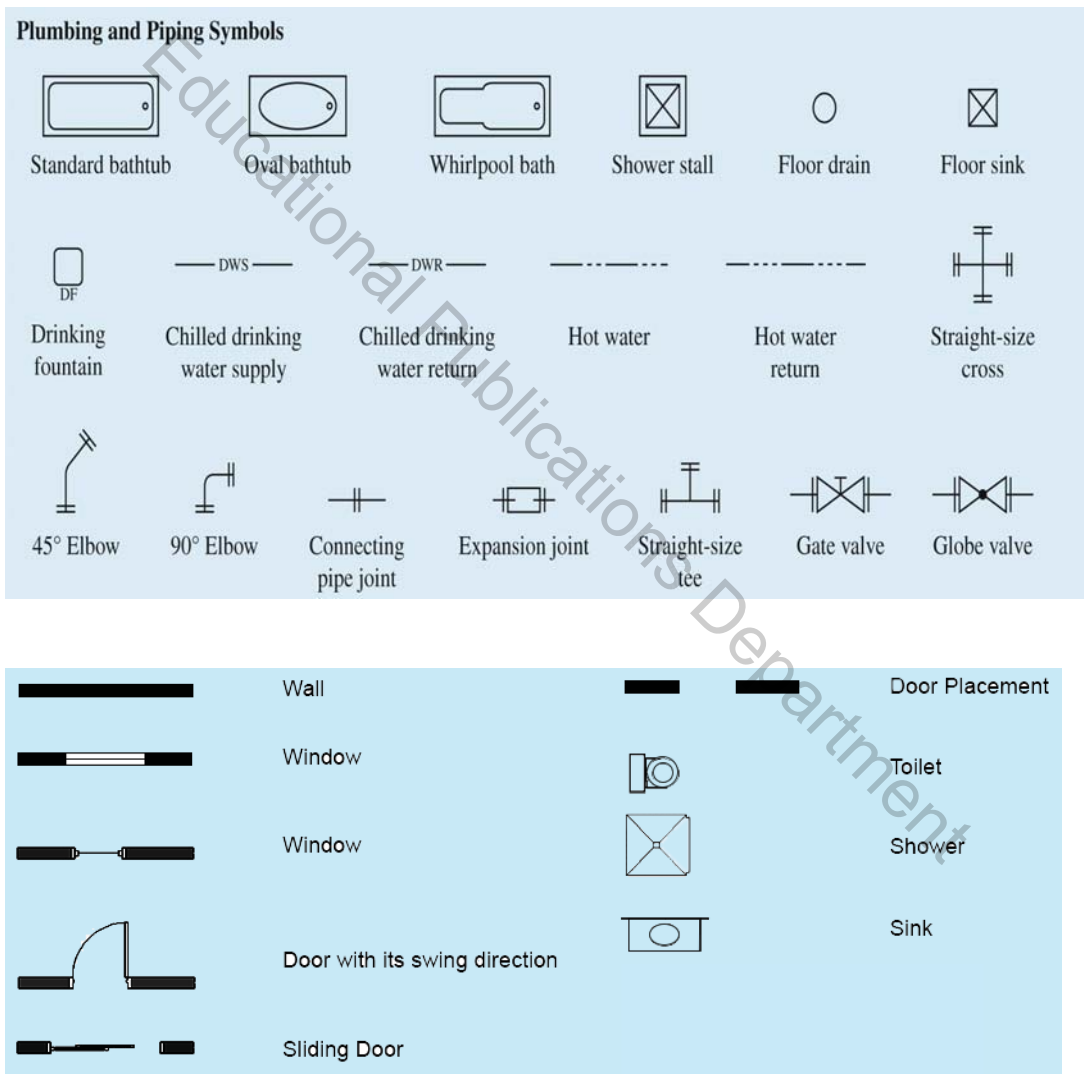 Plumbing and Piping Symbols
Standard bathtub
Oval bathtub
Whirlpool bath
Shower stall
Floor drain
Floor sink
DF
DWS
DWR
Drinking
fountain
Chilled drinking
water supply
Chilled drinking
water return
Hot water
Hot water
return
Straight-size
cross
45° Elbow
90° Elbow
Connecting
pipe joint
Expansion joint
Straight-size
tee
Gate valve
Globe valve
Wall
Door Placement
Window
Toilet
Window
Shower
Door with its swing direction
Sink
Sliding Door
Educational Publications Department